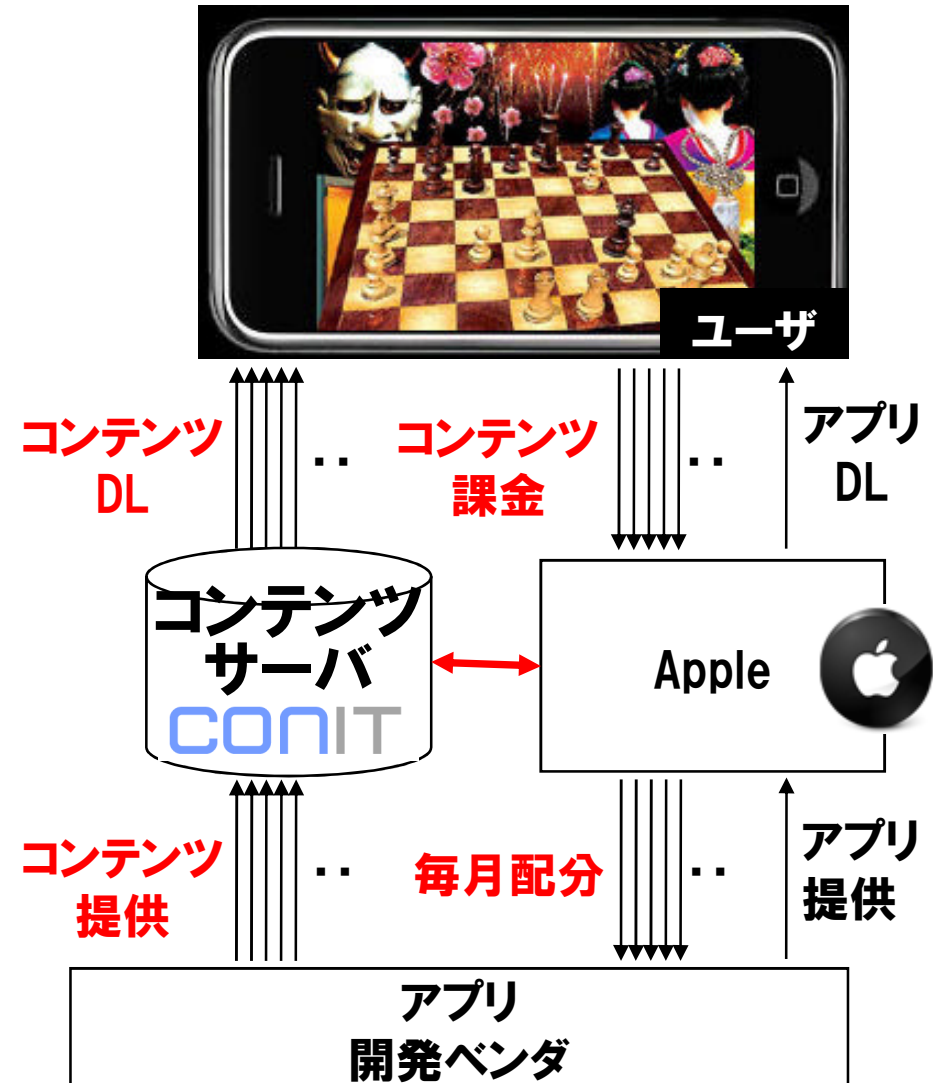 ユーザ
コンテンツ
DL
‥
コンテンツ
課金
‥
アプリ
DL
コンテンツ
サーバ
CONIT
Apple
コンテンツ
提供
‥
毎月配分
‥
アプリ
提供
アプリ
開発ベンダ